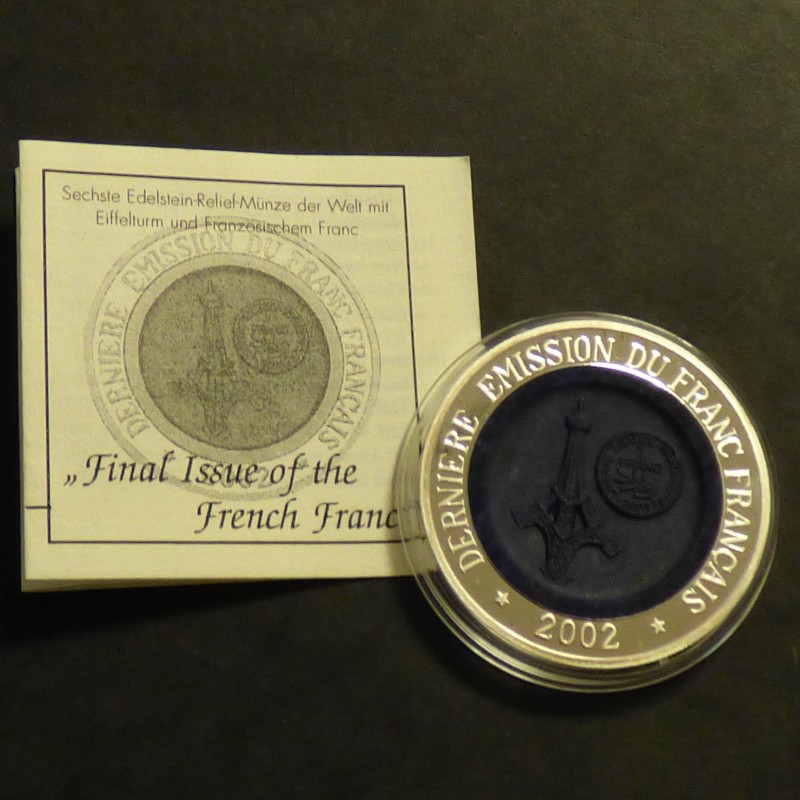 Sechste Edelstein-Relief-Münze der Welt mit
Eiffelturm und Französischem Franc
DERNIERE EMISSION DU FRANC FRANCAIS
„Final Issue of the
French Franc
DERNIERE EMISSION DU FRANC FRANCAIS
★ 2002 ★
FRANC